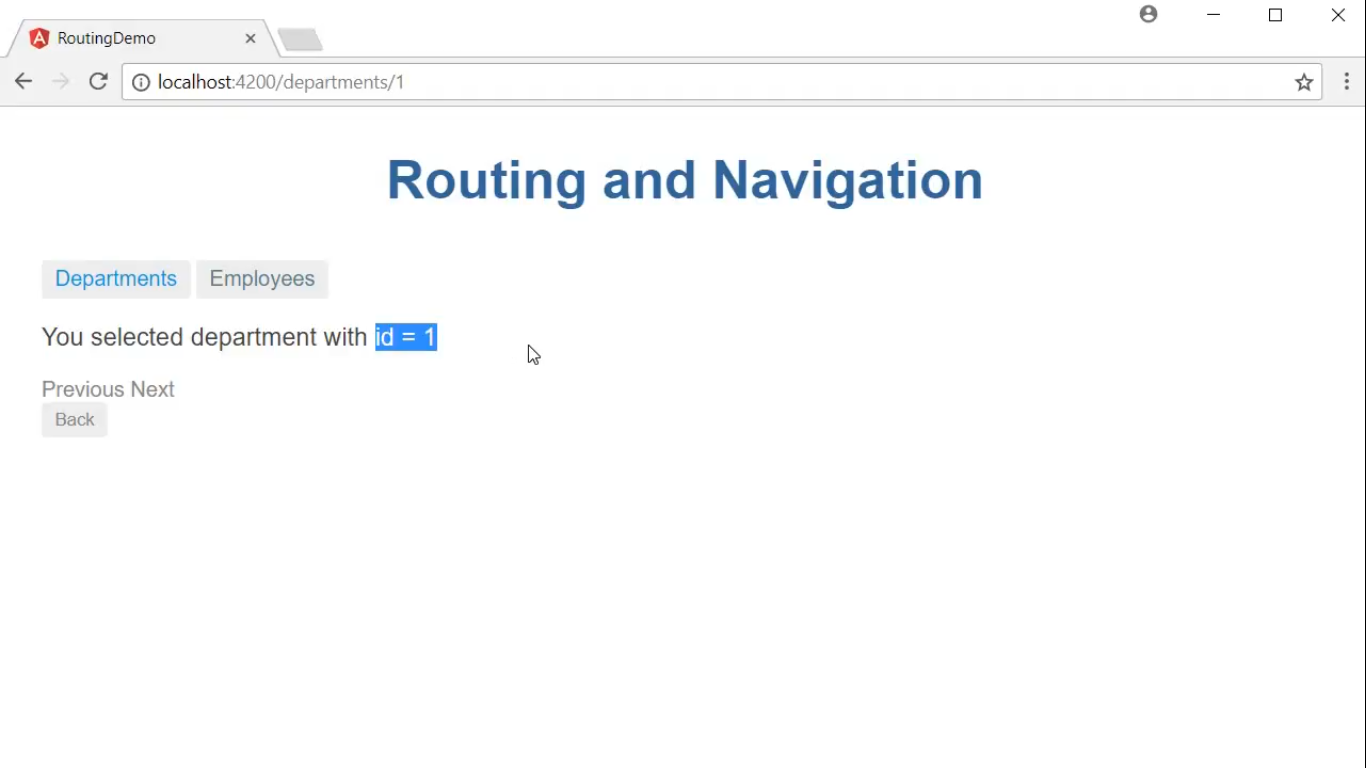 RoutingDemo
localhost:4200/departments/1
Routing and Navigation
Departments Employees
You selected department with id = 1
Previous Next
Back